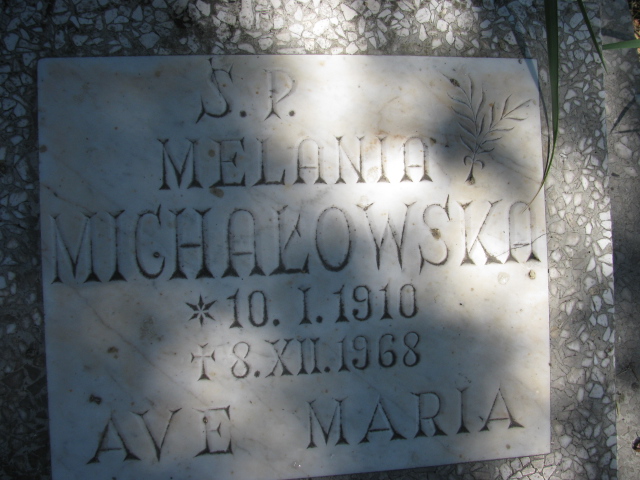 Ś. P.
MELANIA
MICHAŁOWSKA
* 10. I. 1910
✝ 8. XII. 1968
AVE MARIA